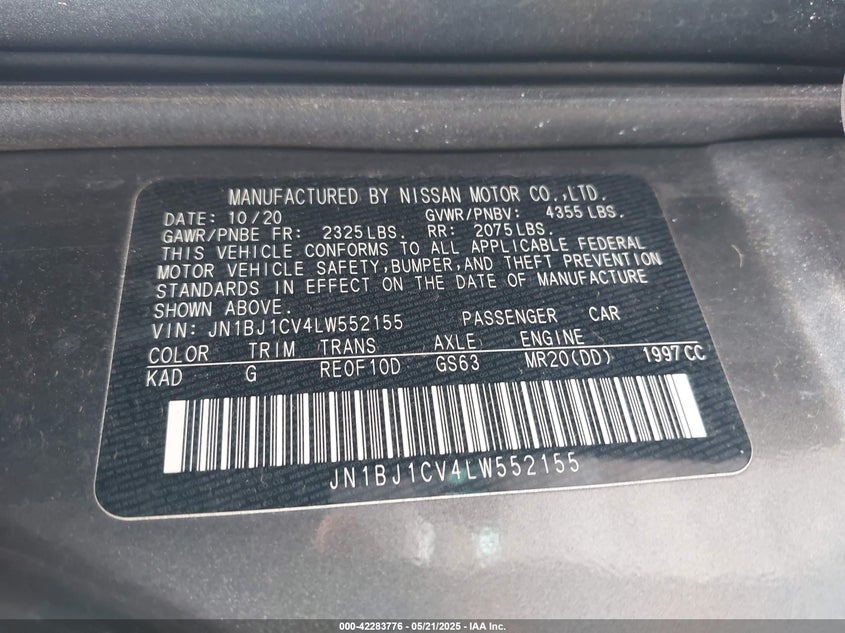 MANUFACTURED BY NISSAN MOTOR CO.,LTD.
DATE: 10/20 GVWR/PNBV: 4355 LBS.
GAWR/PNBE FR: 2325 LBS. RR: 2075 LBS.
THIS VEHICLE CONFORMS TO ALL APPLICABLE FEDERAL
MOTOR VEHICLE SAFETY, BUMPER, AND THEFT PREVENTION
STANDARDS IN EFFECT ON THE DATE OF MANUFACTURE
SHOWN ABOVE.
VIN: JN1BJ1CV4LW552155 PASSENGER CAR
COLOR TRIM TRANS AXLE ENGINE
KAD G RE0F10D GS63 MR20(DD) 1997 CC
JN1BJ1CV4LW552155
000-42283776 - 05/21/2025 - IAA Inc.